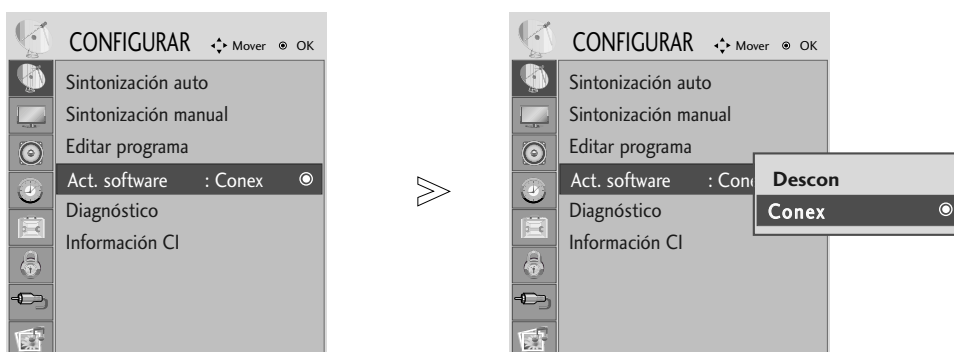 CONFIGURAR Mover OK
Sintonización auto
Sintonización manual
Editar programa
Act. software : Conex
Diagnóstico
Información CI
CONFIGURAR Mover OK
Sintonización auto
Sintonización manual
Editar programa
Act. software : Cone
Diagnóstico
Información CI
Descon
Conex